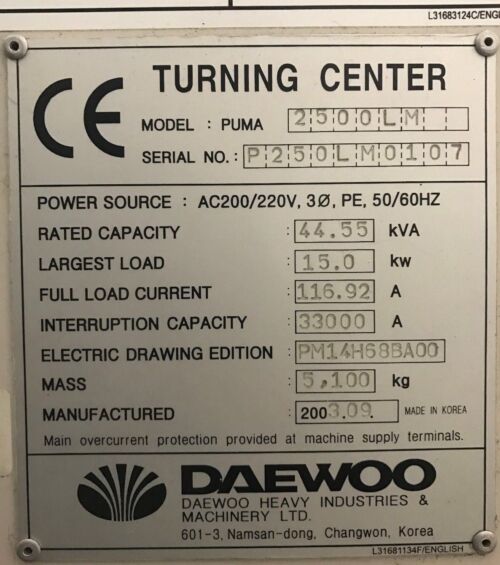 L31683124C/ENGLI
CE
TURNING CENTER
MODEL : PUMA 2500LM
SERIAL NO. : P250LM0107
POWER SOURCE : AC200/220V, 3Ø, PE, 50/60HZ
RATED CAPACITY : 44.55 kVA
LARGEST LOAD : 15.0 kw
FULL LOAD CURRENT : 116.92 A
INTERRUPTION CAPACITY : 33000 A
ELECTRIC DRAWING EDITION : PM14H68BA00
MASS : 5,100 kg
MANUFACTURED : 2003.09. MADE IN KOREA
Main overcurrent protection provided at machine supply terminals.
DAEWOO
DAEWOO HEAVY INDUSTRIES &
MACHINERY LTD.
601-3, Namsan-dong, Changwon, Korea
L31681134F/ENGLISH